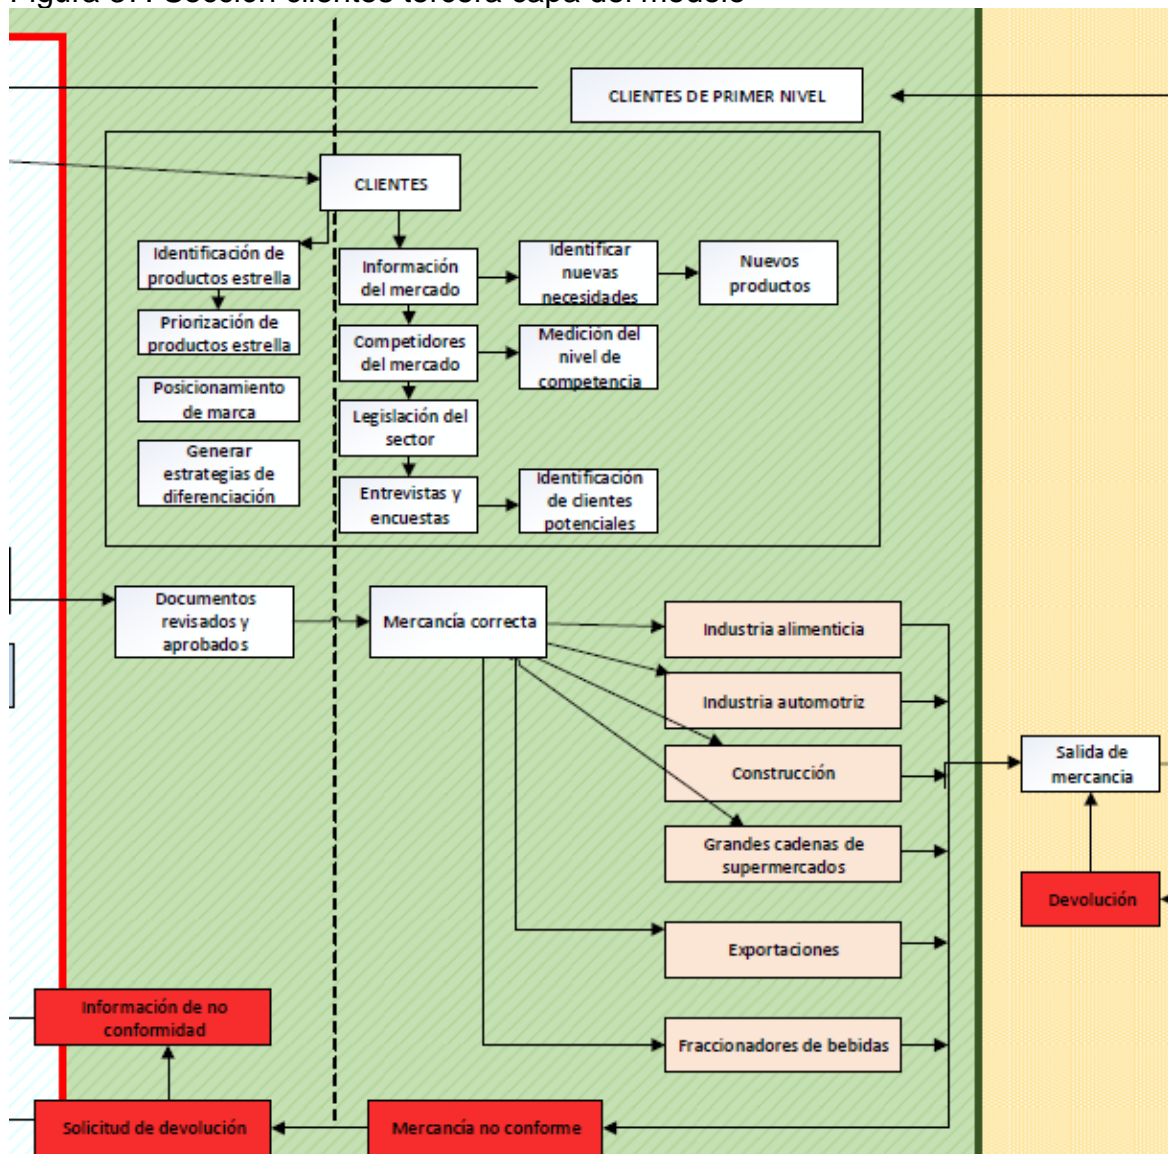 CLIENTES DE PRIMER NIVEL
CLIENTES
Identificación de
productos estrella
Información
del mercado
Identificar
nuevas
necesidades
Nuevos
productos
Priorización de
productos estrella
Competidores
del mercado
Medición del
nivel de
competencia
Posicionamiento
de marca
Legislación del
sector
Generar
estrategias de
diferenciación
Entrevistas y
encuestas
Identificación
de clientes
potenciales
Documentos
revisados y
aprobados
Mercancía correcta
Industria alimenticia
Industria automotriz
Construcción
Grandes cadenas de
supermercados
Exportaciones
Fraccionadores de bebidas
Salida de
mercancia
Devolución
Información de no
conformidad
Solicitud de devolución
Mercancía no conforme